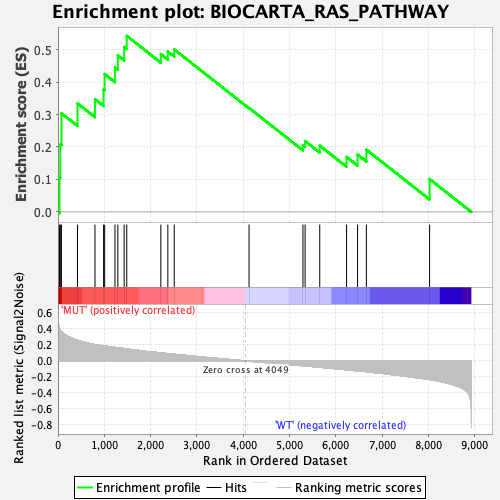 Enrichment plot: BIOCARTA_RAS_PATHWAY
Enrichment score (ES)
0.5
0.4
0.3
0.2
0.1
0.0
'MUT' (positively correlated)
Ranked list metric (Signal2Noise)
0.6
0.4
0.2
0.0
-0.2
-0.4
-0.6
-0.8
Zero cross at 4049
'WT' (negatively correlated)
0 1,000 2,000 3,000 4,000 5,000 6,000 7,000 8,000 9,000
Rank in Ordered Dataset
Enrichment profile Hits Ranking metric scores